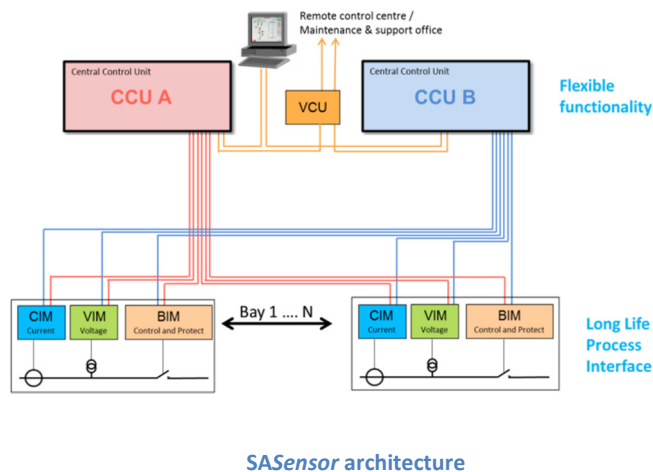 Remote control centre /
Maintenance & support office
Central Control Unit
CCU A
VCU
Central Control Unit
CCU B
Flexible
functionality
CIM
Current
VIM
Voltage
BIM
Control and Protect
Bay 1 .... N
CIM
Current
VIM
Voltage
BIM
Control and Protect
Long Life
Process
Interface
SASensor architecture